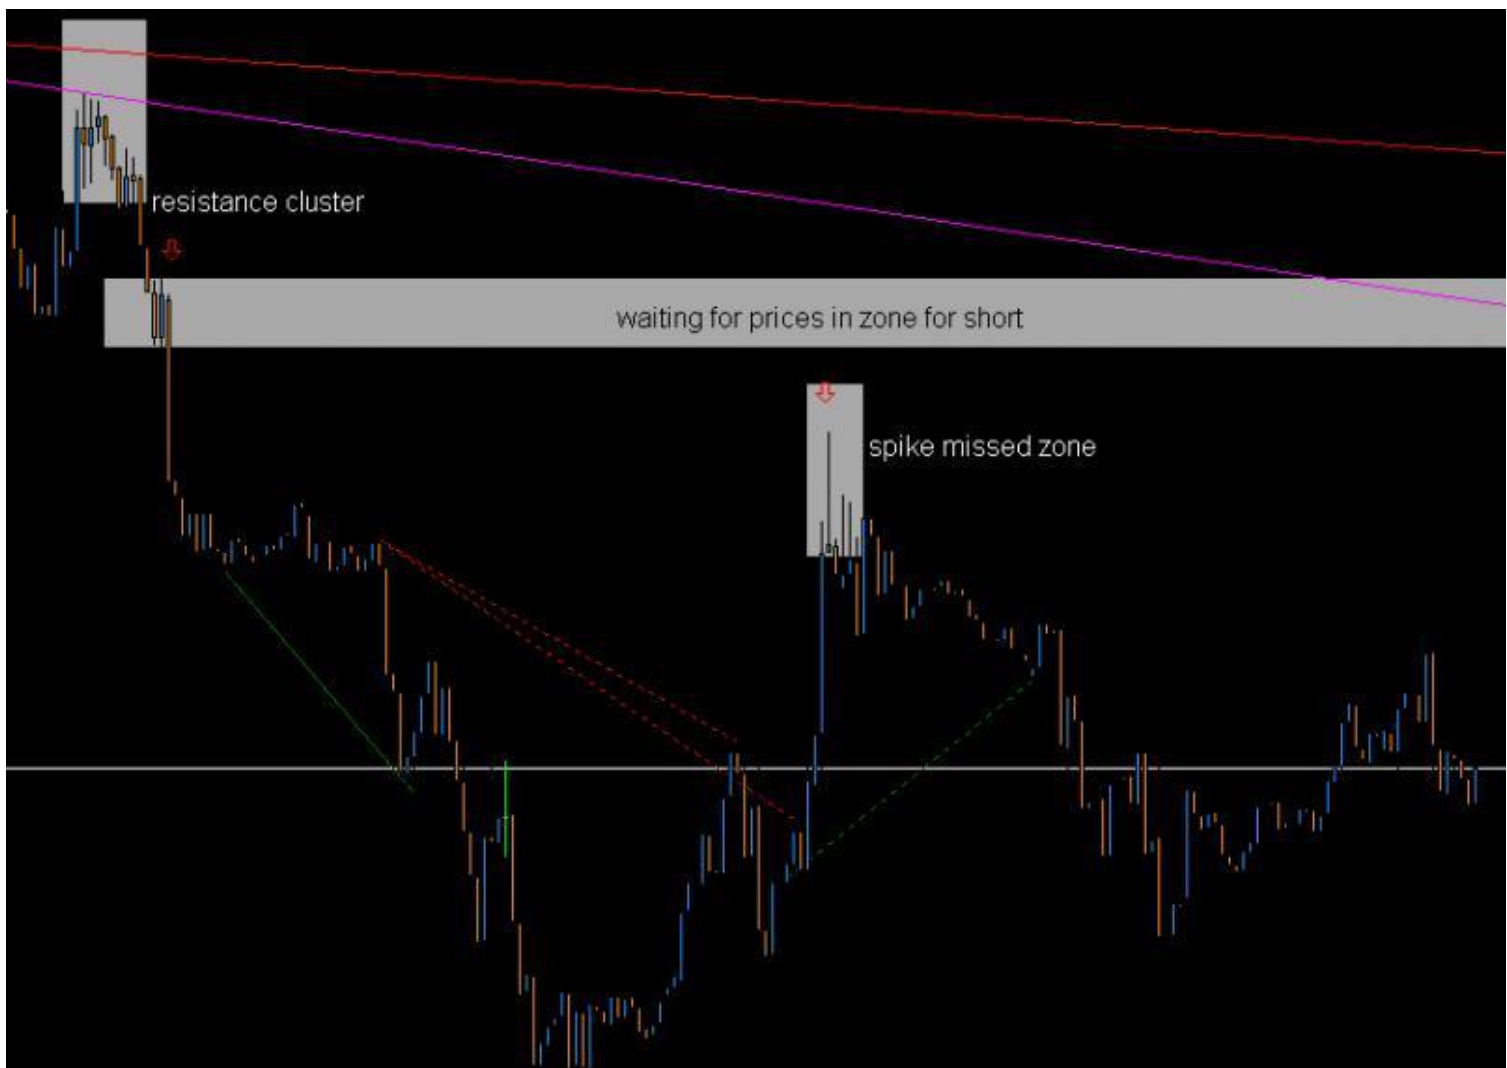 resistance cluster
waiting for prices in zone for short
spike missed zone